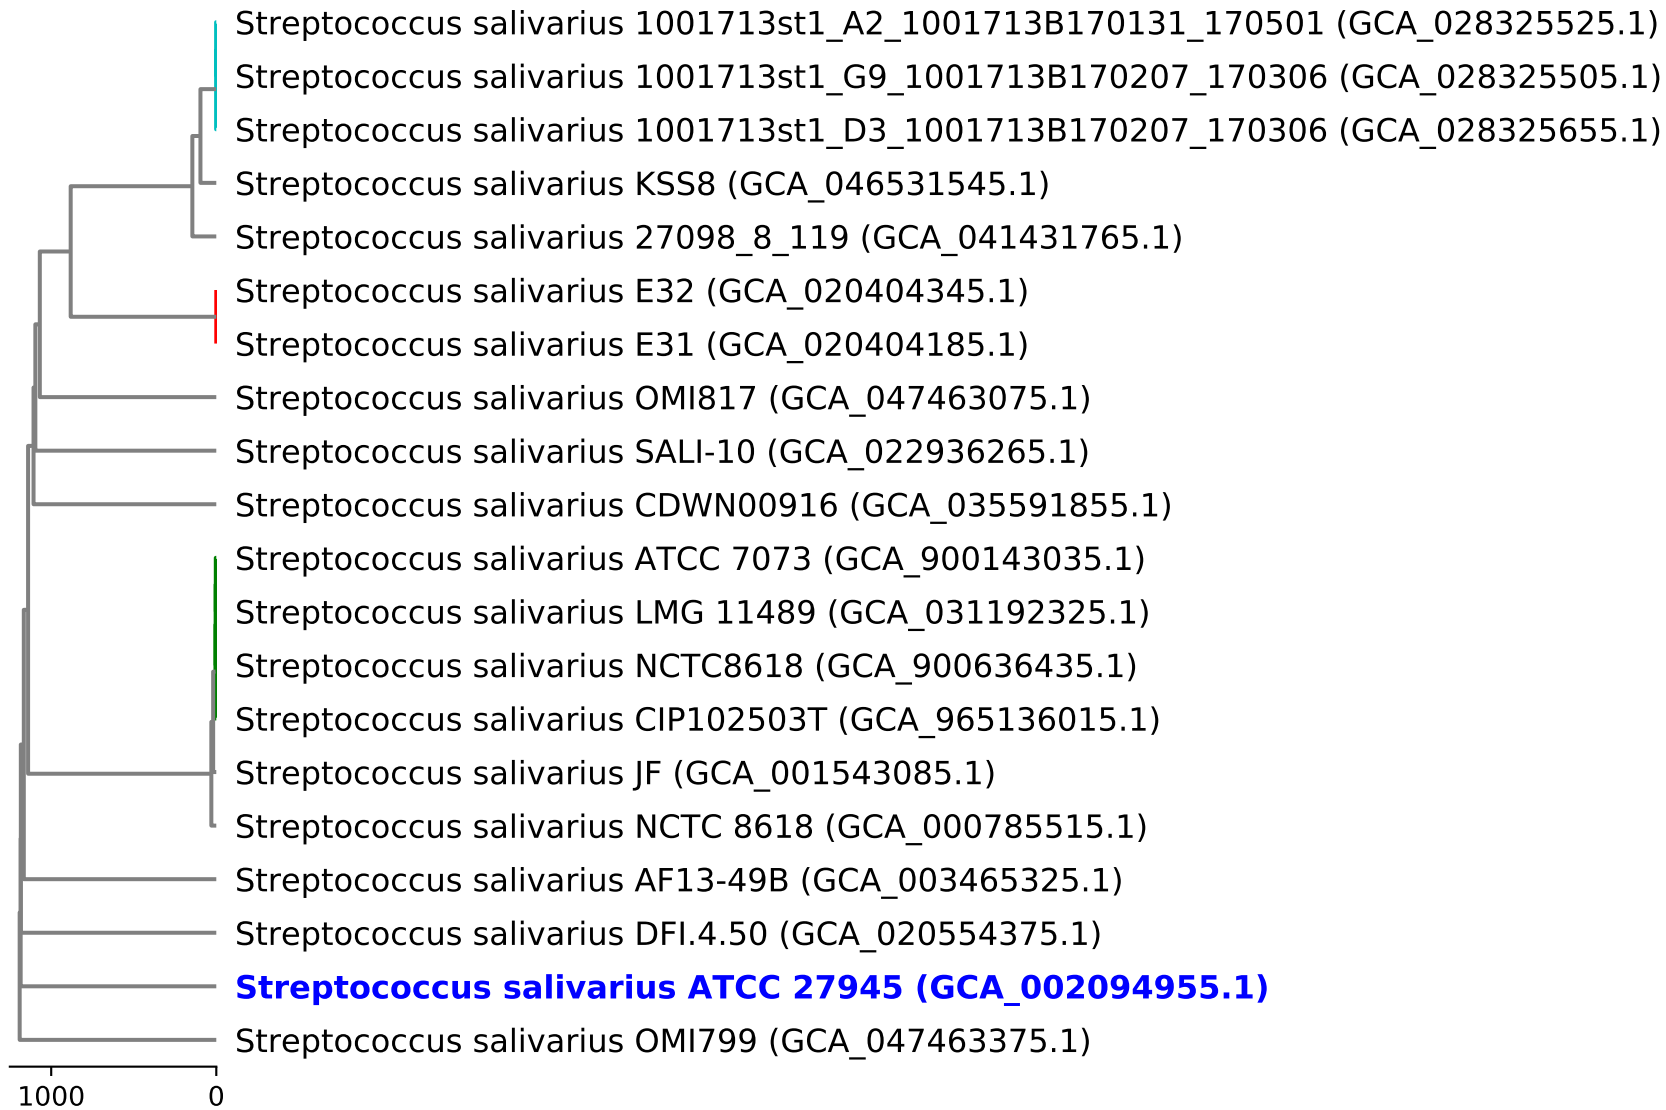 Streptococcus salivarius 1001713st1_A2_1001713B170131_170501 (GCA_028325525.1)
Streptococcus salivarius 1001713st1_G9_1001713B170207_170306 (GCA_028325505.1)
Streptococcus salivarius 1001713st1_D3_1001713B170207_170306 (GCA_028325655.1)
Streptococcus salivarius KSS8 (GCA_046531545.1)
Streptococcus salivarius 27098_8_119 (GCA_041431765.1)
Streptococcus salivarius E32 (GCA_020404345.1)
Streptococcus salivarius E31 (GCA_020404185.1)
Streptococcus salivarius OMI817 (GCA_047463075.1)
Streptococcus salivarius SALI-10 (GCA_022936265.1)
Streptococcus salivarius CDWN00916 (GCA_035591855.1)
Streptococcus salivarius ATCC 7073 (GCA_900143035.1)
Streptococcus salivarius LMG 11489 (GCA_031192325.1)
Streptococcus salivarius NCTC8618 (GCA_900636435.1)
Streptococcus salivarius CIP102503T (GCA_965136015.1)
Streptococcus salivarius JF (GCA_001543085.1)
Streptococcus salivarius NCTC 8618 (GCA_000785515.1)
Streptococcus salivarius AF13-49B (GCA_003465325.1)
Streptococcus salivarius DFI.4.50 (GCA_020554375.1)
Streptococcus salivarius ATCC 27945 (GCA_002094955.1)
Streptococcus salivarius OMI799 (GCA_047463375.1)
1000 0